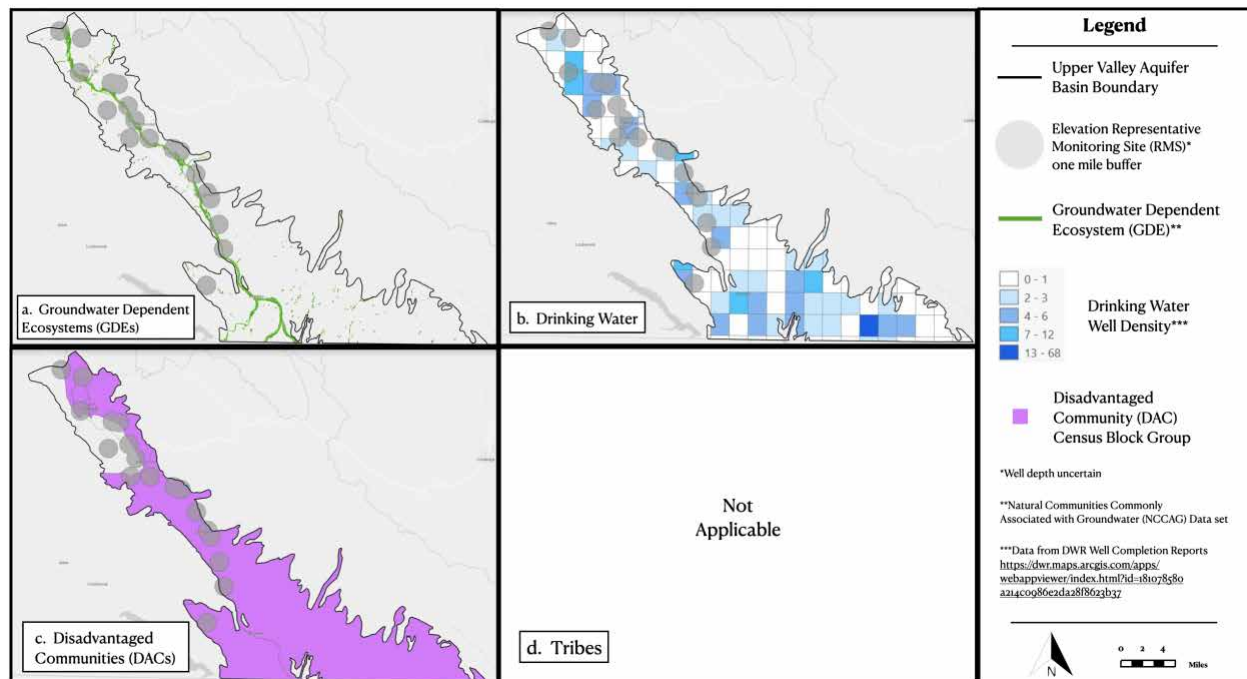 a. Groundwater Dependent
Ecosystems (GDEs)
b. Drinking Water
c. Disadvantaged
Communities (DACs)
Not
Applicable
d. Tribes
Legend
Upper Valley Aquifer
Basin Boundary
Elevation Representative
Monitoring Site (RMS)*
one mile buffer
Groundwater Dependent
Ecosystem (GDE)**
0 - 1
2 - 3
4 - 6
7 - 12
13 - 68
Drinking Water
Well Density***
Disadvantaged
Community (DAC)
Census Block Group
*Well depth uncertain
**Natural Communities Commonly
Associated with Groundwater (NCCAG) Data set
***Data from DWR Well Completion Reports
https://dwr.maps.arcgis.com/apps/
webappviewer/index.html?id=181078580
a214c0986e2da28f8623b37
N
0 2 4
Miles